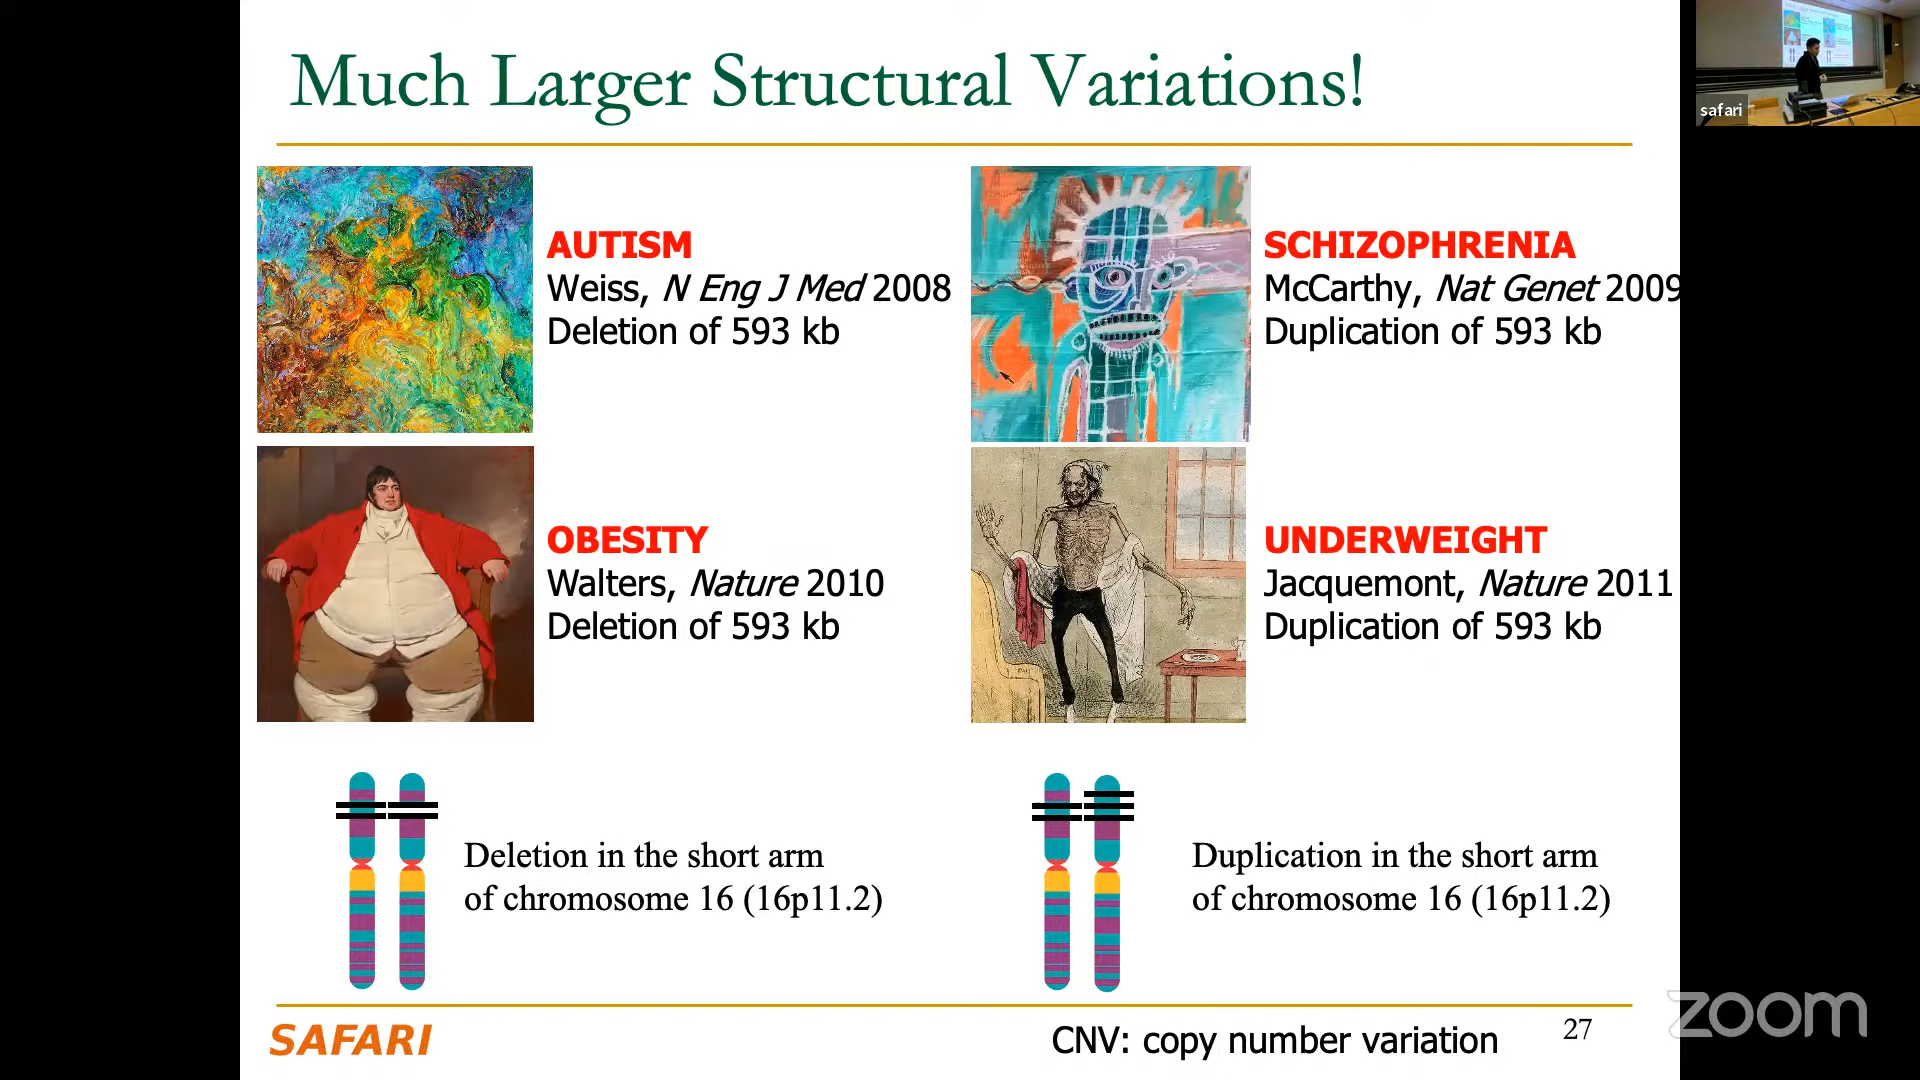 Much Larger Structural Variations!
safari
AUTISM
Weiss, N Eng J Med 2008
Deletion of 593 kb
SCHIZOPHRENIA
McCarthy, Nat Genet 2009
Duplication of 593 kb
OBESITY
Walters, Nature 2010
Deletion of 593 kb
UNDERWEIGHT
Jacquemont, Nature 2011
Duplication of 593 kb
Deletion in the short arm
of chromosome 16 (16p11.2)
Duplication in the short arm
of chromosome 16 (16p11.2)
SAFARI
CNV: copy number variation
27
zoom